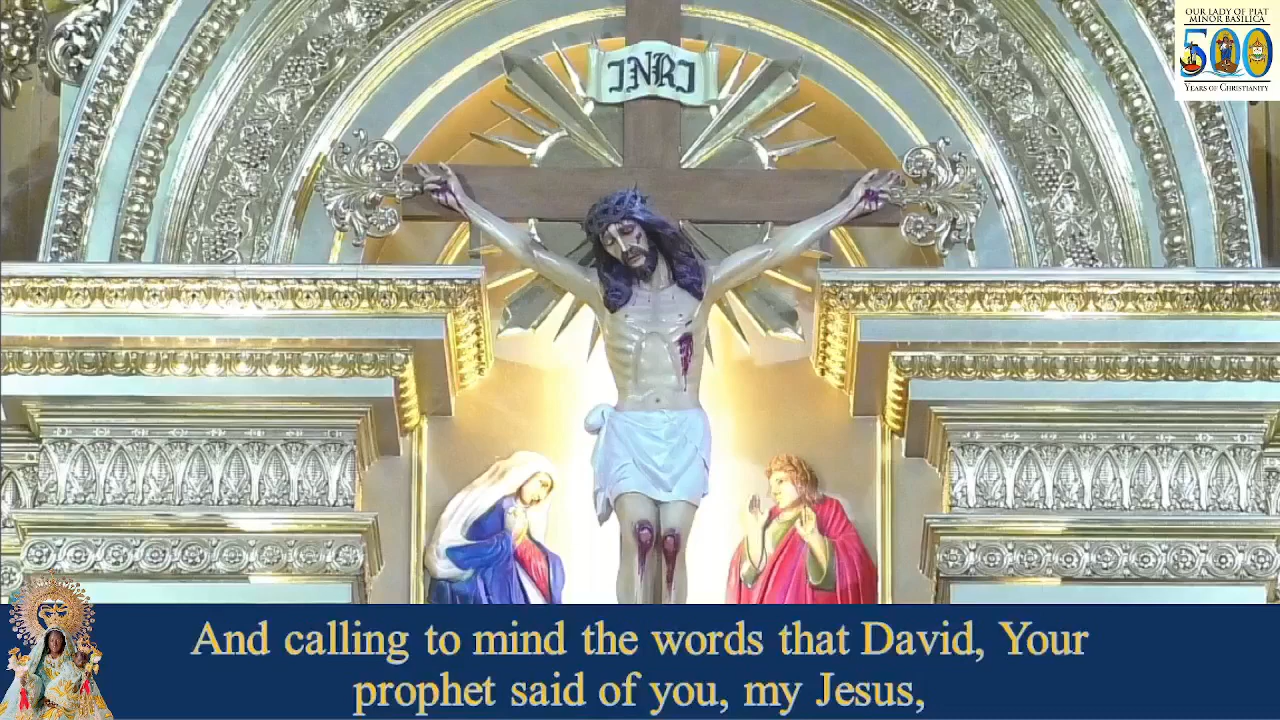 OUR LADY OF PIAT
MINOR BASILICA
500
YEARS OF CHRISTIANITY
INRI
And calling to mind the words that David, Your
prophet said of you, my Jesus,